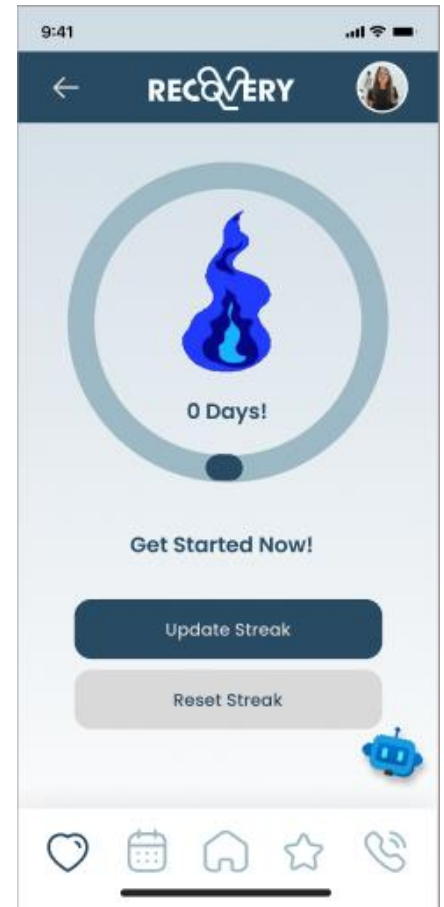 9:41
RECOVERY
0 Days!
Get Started Now!
Update Streak
Reset Streak